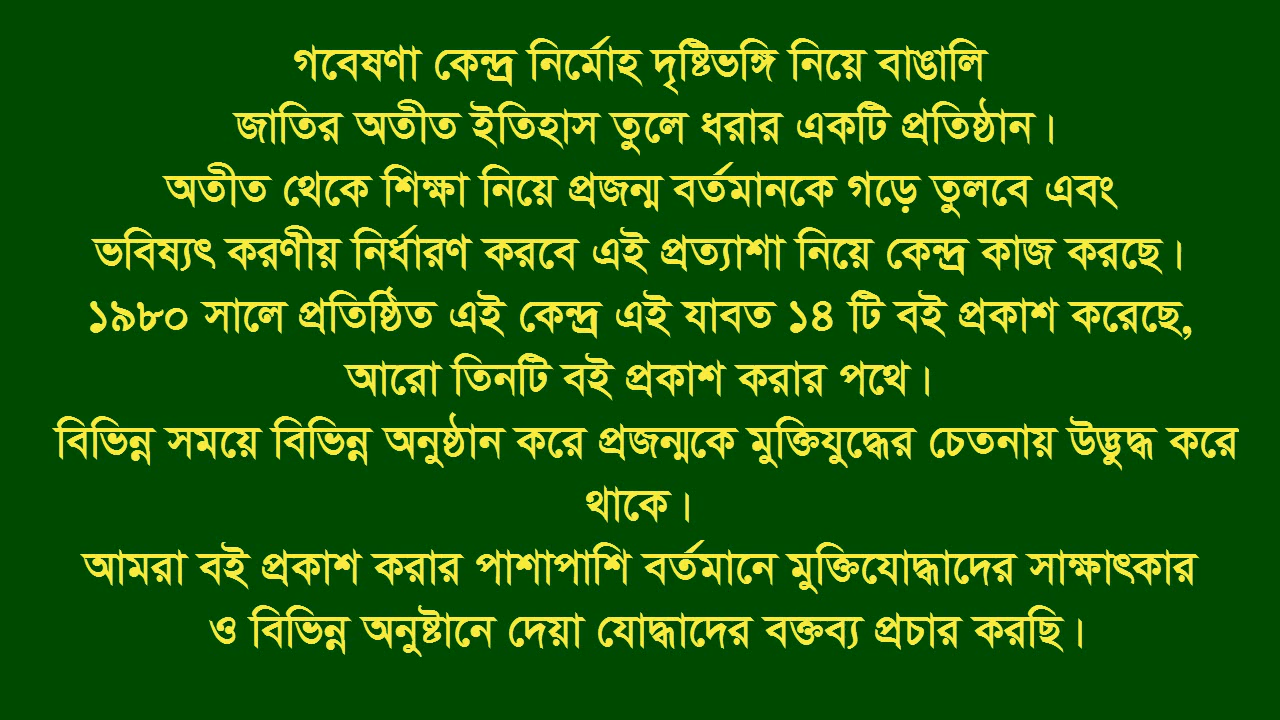 গবেষণা কেন্দ্র নির্মোহ দৃষ্টিভঙ্গি নিয়ে বাঙালি
জাতির অতীত ইতিহাস তুলে ধরার একটি প্রতিষ্ঠান।
অতীত থেকে শিক্ষা নিয়ে প্রজন্ম বর্তমানকে গড়ে তুলবে এবং
ভবিষ্যৎ করণীয় নির্ধারণ করবে এই প্রত্যাশা নিয়ে কেন্দ্র কাজ করছে।
১৯৮০ সালে প্রতিষ্ঠিত এই কেন্দ্র এই যাবত ১৪ টি বই প্রকাশ করেছে,
আরো তিনটি বই প্রকাশ করার পথে।
বিভিন্ন সময়ে বিভিন্ন অনুষ্ঠান করে প্রজন্মকে মুক্তিযুদ্ধের চেতনায় উদ্ভুদ্ধ করে
থাকে।
আমরা বই প্রকাশ করার পাশাপাশি বর্তমানে মুক্তিযোদ্ধাদের সাক্ষাৎকার
ও বিভিন্ন অনুষ্টানে দেয়া যোদ্ধাদের বক্তব্য প্রচার করছি।